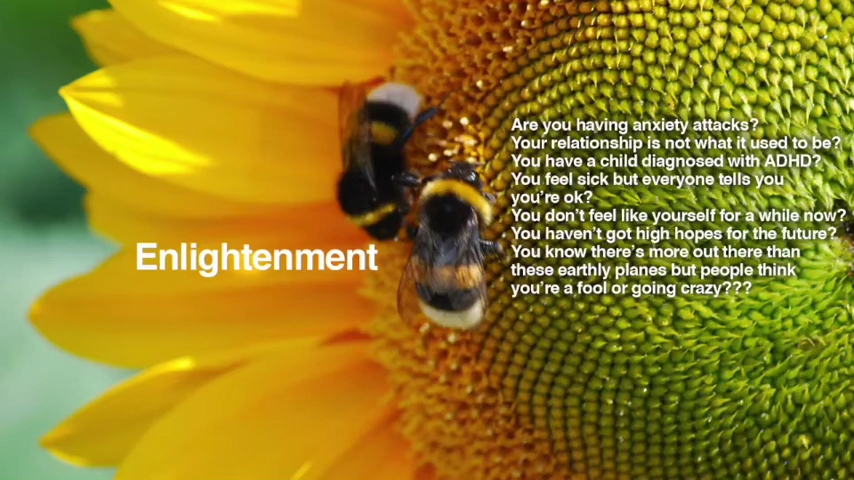 Enlightenment
Are you having anxiety attacks?
Your relationship is not what it used to be?
You have a child diagnosed with ADHD?
You feel sick but everyone tells you
you're ok?
You don't feel like yourself for a while now?
You haven't got high hopes for the future?
You know there's more out there than
these earthly planes but people think
you're a fool or going crazy???